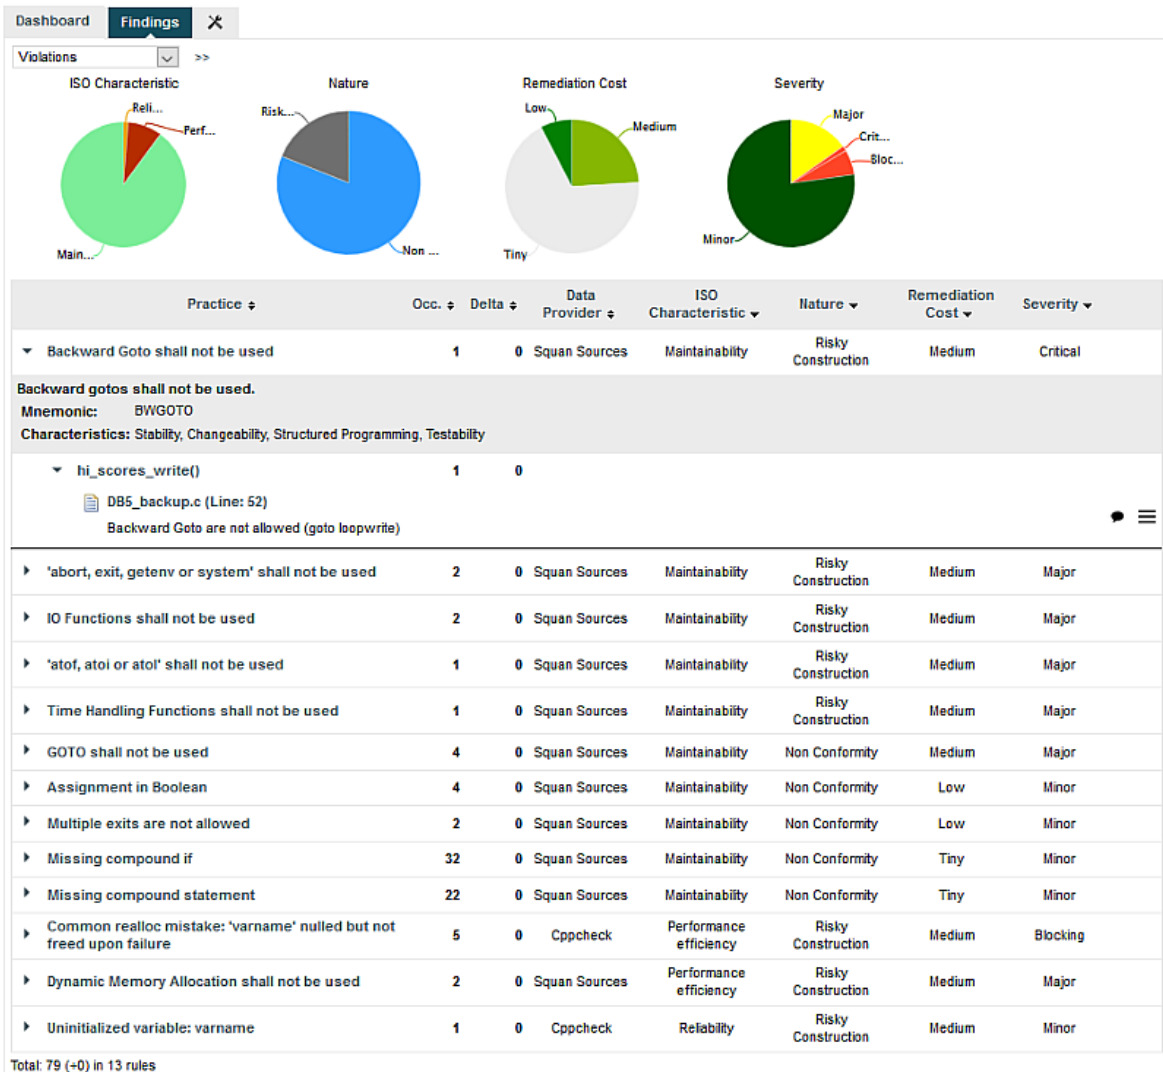 Dashboard Findings
Violations >>
ISO Characteristic Nature Remediation Cost Severity
Reli...
Perf...
Main...
Risk...
Non ...
Low
Medium
Tiny
Major
Crit...
Bloc...
Minor
Practice Occ. Delta Data Provider ISO Characteristic Nature Remediation Cost Severity
Backward Goto shall not be used 1 0 Squan Sources Maintainability Risky Construction Medium Critical
Backward gotos shall not be used.
Mnemonic: BWGOTO
Characteristics: Stability, Changeability, Structured Programming, Testability
hi_scores_write() 1 0
DB5_backup.c (Line: 52)
Backward Goto are not allowed (goto loopwrite)
'abort, exit, getenv or system' shall not be used 2 0 Squan Sources Maintainability Risky Construction Medium Major
IO Functions shall not be used 2 0 Squan Sources Maintainability Risky Construction Medium Major
'atof, atoi or atol' shall not be used 1 0 Squan Sources Maintainability Risky Construction Medium Major
Time Handling Functions shall not be used 1 0 Squan Sources Maintainability Risky Construction Medium Major
GOTO shall not be used 4 0 Squan Sources Maintainability Non Conformity Medium Major
Assignment in Boolean 4 0 Squan Sources Maintainability Non Conformity Low Minor
Multiple exits are not allowed 2 0 Squan Sources Maintainability Non Conformity Low Minor
Missing compound if 32 0 Squan Sources Maintainability Non Conformity Tiny Minor
Missing compound statement 22 0 Squan Sources Maintainability Non Conformity Tiny Minor
Common realloc mistake: 'varname' nulled but not freed upon failure 5 0 Cppcheck Performance efficiency Risky Construction Medium Blocking
Dynamic Memory Allocation shall not be used 2 0 Squan Sources Performance efficiency Risky Construction Medium Major
Uninitialized variable: varname 1 0 Cppcheck Reliability Risky Construction Medium Minor
Total: 79 (+0) in 13 rules